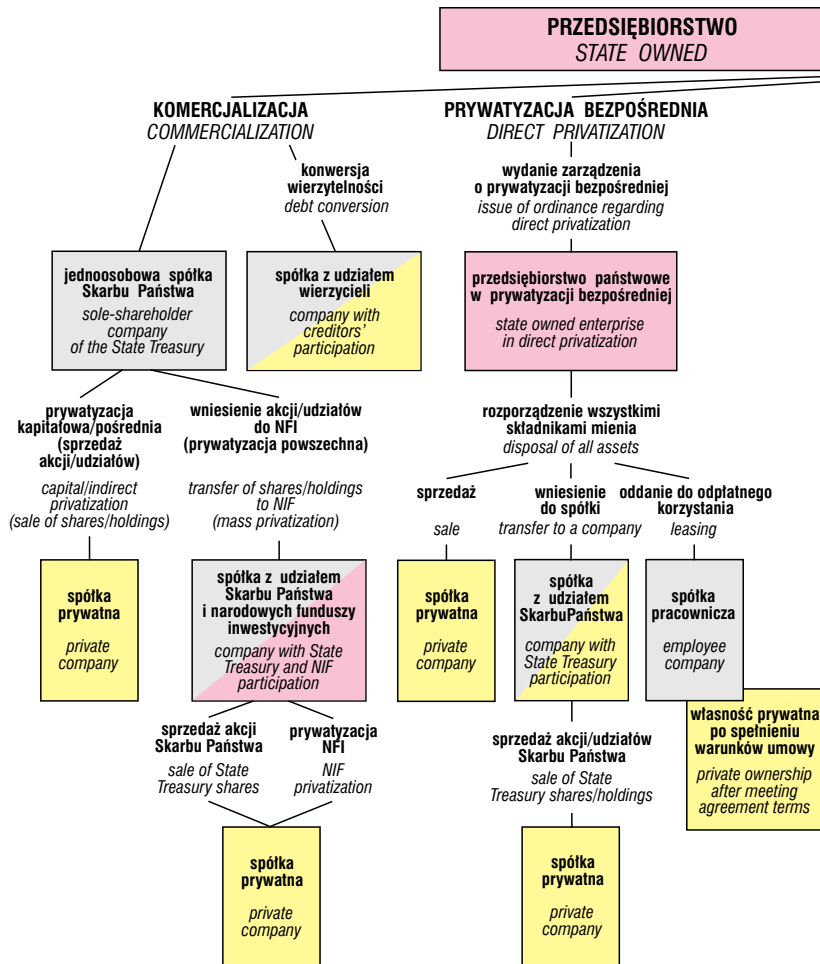 PRZEDSIĘBIORSTWO
STATE OWNED
KOMERCJALIZACJA
COMMERCIALIZATION
PRYWATYZACJA BEZPOŚREDNIA
DIRECT PRIVATIZATION
konwersja
wierzytelności
debt conversion
wydanie zarządzenia
o prywatyzacji bezpośredniej
issue of ordinance regarding
direct privatization
jednoosobowa spółka
Skarbu Państwa
sole-shareholder
company
of the State Treasury
spółka z udziałem
wierzycieli
company with
creditors'
participation
przedsiębiorstwo państwowe
w prywatyzacji bezpośredniej
state owned enterprise
in direct privatization
prywatyzacja
kapitałowa/pośrednia
(sprzedaż
akcji/udziałów)
capital/indirect
privatization
(sale of shares/holdings)
wniesienie akcji/udziałów
do NFI
(prywatyzacja powszechna)
transfer of shares/holdings
to NIF
(mass privatization)
rozporządzenie wszystkimi
składnikami mienia
disposal of all assets
sprzedaż
sale
wniesienie
do spółki
transfer to a company
oddanie do odpłatnego
korzystania
leasing
spółka
prywatna
private
company
spółka z udziałem
Skarbu Państwa
i narodowych funduszy
inwestycyjnych
company with State
Treasury and NIF
participation
spółka
prywatna
private
company
spółka
z udziałem
SkarbuPaństwa
company with
State Treasury
participation
spółka
pracownicza
employee
company
sprzedaż akcji
Skarbu Państwa
sale of State
Treasury shares
prywatyzacja
NFI
NIF
privatization
sprzedaż akcji/udziałów
Skarbu Państwa
sale of State
Treasury shares/holdings
własność prywatna
po spełnieniu
warunków umowy
private ownership
after meeting
agreement terms
spółka
prywatna
private
company
spółka
prywatna
private
company